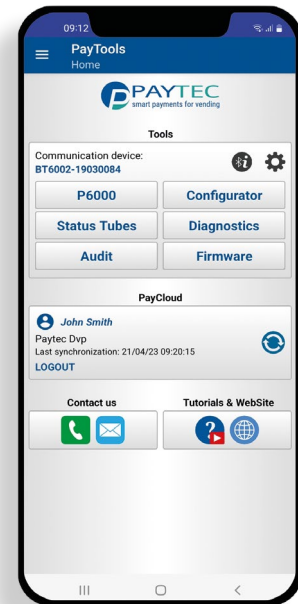 09:12
PayTools
Home
PAYTEC
smart payments for vending
Tools
Communication device:
BT6002-19030084
P6000
Configurator
Status Tubes
Diagnostics
Audit
Firmware
PayCloud
John Smith
Paytec Dvp
Last synchronization: 21/04/23 09:20:15
LOGOUT
Contact us
Tutorials & WebSite